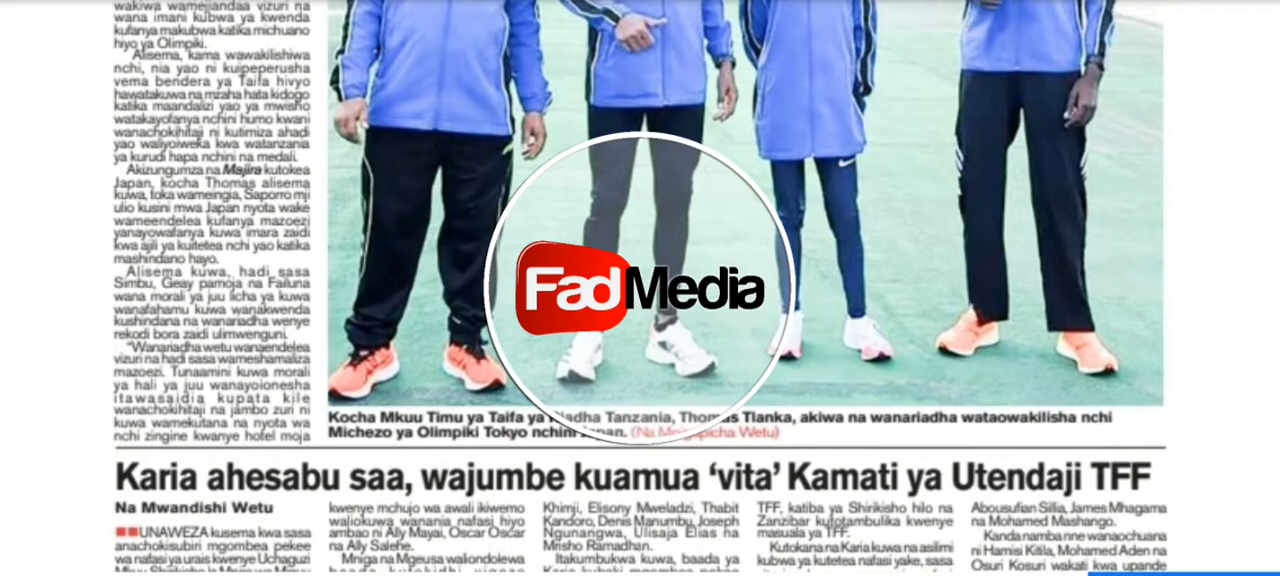 wakiwa wamejiandaa vizuri na
wana imani kubwa ya kwenda
kufanya makubwa katika michuano
hiyo ya Olimpiki.
Alisema, kama wawakilishiwa
nchi, nia yao ni kuipeperusha
vema bendera ya Taifa hivyo
hawatakuwa na mzaha hata kidogo
katika maandalizi yao ya mwisho
watakayofanya nchini humo kwani
wanachokihitaji ni kutimiza ahadi
yao waliyoiweka kwa watanzania
ya kurudi hapa nchini na medali.
Akizungumza na Majira kutokea
Japan, kocha Thomas alisema
kuwa, toka wameingia, Saporro mji
ulio kusini mwa Japan nyota wake
wameendelea kufanya mazoezi
yanayowafanya kuwa imara zaidi
kwa ajili ya kuitetea nchi yao katika
mashindano hayo.
Alisema kuwa, hadi sasa
Simbu, Geay pamoja na Failuna
wana morali ya juu licha ya kuwa
wanafahamu kuwa wanakwenda
kushindana na wanariadha wenye
rekodi bora zaidi ulimwenguni.
“Wanariadha wetu wanaendelea
vizuri na hadi sasa wameshamaliza
mazoezi. Tunaamini kuwa morali
ya hali ya juu wanayoionesha
itawasaidia kupata kile
wanachokihitaji na jambo zuri ni
kuwa wamekutana na nyota wa
nchi zingine kwanye hotel moja
FadMedia
Kocha Mkuu Timu ya Taifa ya Riadha Tanzania, Thomas Tlanka, akiwa na wanariadha wataowakilisha nchi
Michezo ya Olimpiki Tokyo nchini Japan. (Na Mpigapicha Wetu)
Karia ahesabu saa, wajumbe kuamua ‘vita’ Kamati ya Utendaji TFF
Na Mwandishi Wetu
UNAWEZA kusema kwa sasa
anachokisubiri mgombea pekee
wa nafasi ya urais kwenye Uchaguzi
kwenye mchujo wa awali ikiwemo
waliokuwa wanania nafasi hiyo
ambao ni Ally Mayai, Oscar Oscar
na Ally Salehe.
Mniga na Mgeusa waliondolewa
Khimji, Elisony Mweladzi, Thabit
Kandoro, Denis Manumbu, Joseph
Ngunangwa, Ulisaja Elias na
Mrisho Ramadhan.
Itakumbukwa kuwa, baada ya
TFF, katiba ya Shirikisho hilo na
Zanzibar kutotambulika kwenye
masuala ya TFF.
Kutokana na Karia kuwa na asilimi
kubwa ya kutetea nafasi yake, sasa
Abousufian Sillia, James Mhagama
na Mohamed Mashango.
Kanda namba nne wanaochuana
ni Hamisi Kitila, Mohamed Aden na
Osuri Kosuri wakati kwa upande